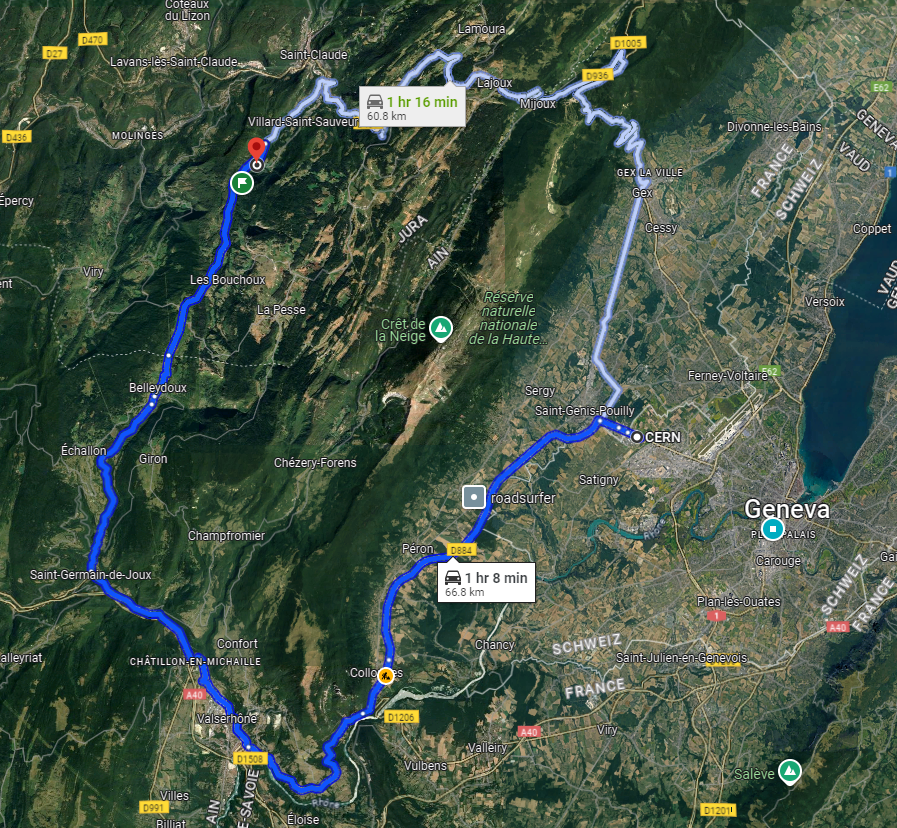 Coteaux
du Lizon
D470
D27
Lamoura
D1005
Saint-Claude
Lavans-lès-Saint-Claude
D936
Lajoux
E62
1 hr 16 min
60.8 km
Mijoux
GENEVA
VAUD
Villard-Saint-Sauveur
Divonne-les-Bains
D436
MOLINGES
FRANCE
SCHWEIZ
1
GEX LA VILLE
Gex
Épercy
Cessy
Coppet
JURA
AIN
Viry
Les Bouchoux
VAUD
La Pesse
Réserve
naturelle
nationale
de la Haute...
Versoix
Crêt de
la Neige
Ferney-Voltaire
E62
Belleydoux
Sergy
Saint-Genis-Pouilly
CERN
Échallon
Giron
Chézery-Forens
Satigny
roadsurfer
Geneva
Champfromier
Péron
D884
Carouge
Saint-Germain-de-Joux
1 hr 8 min
66.8 km
SCHWEIZ
FRANCE
Plan-les-Ouates
1
A40
Confort
Chancy
SCHWEIZ
Saint-Julien-en-Genevois
CHÂTILLON-EN-MICHAILLE
FRANCE
A40
D1206
Valserhône
A40
Viry
Valleiry
D1508
Vulbens
Salève
Villes
AIN
E-SAVOIE
Rhône
D991
D1201
Billiat
Éloise